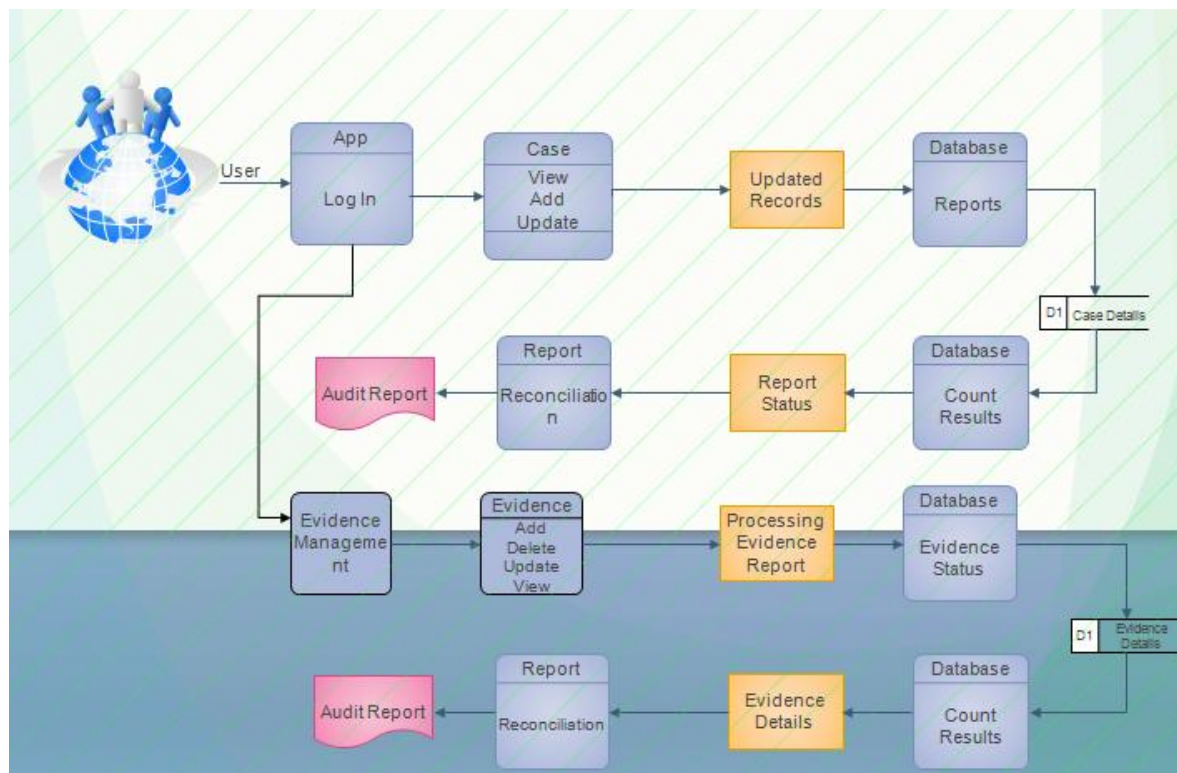 User
App
Log In
Case
View
Add
Update
Updated
Records
Database
Reports
D1
Case Details
Audit Report
Report
Reconciliatio
n
Report
Status
Database
Count
Results
Evidence
Manageme
nt
Evidence
Add
Delete
Update
View
Processing
Evidence
Report
Database
Evidence
Status
D1
Evidence
Details
Audit Report
Report
Reconciliation
Evidence
Details
Database
Count
Results